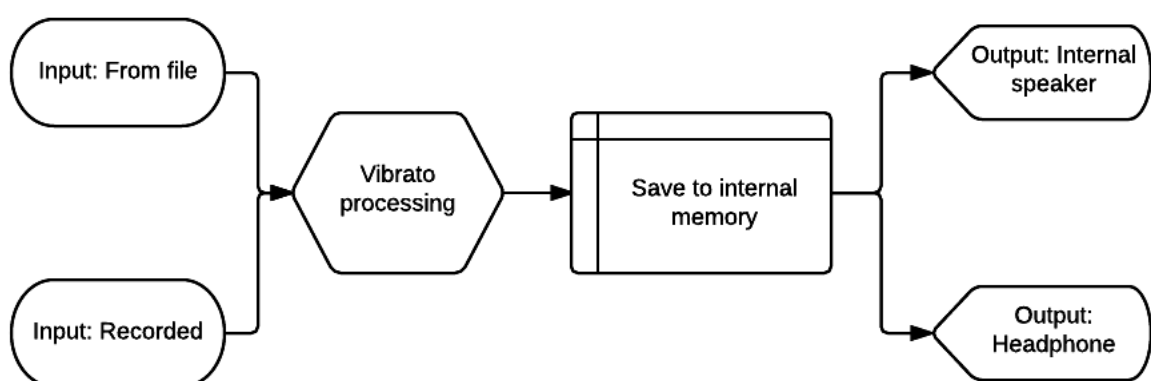 Input: From file
Input: Recorded
Vibrato
processing
Save to internal
memory
Output: Internal
speaker
Output:
Headphone